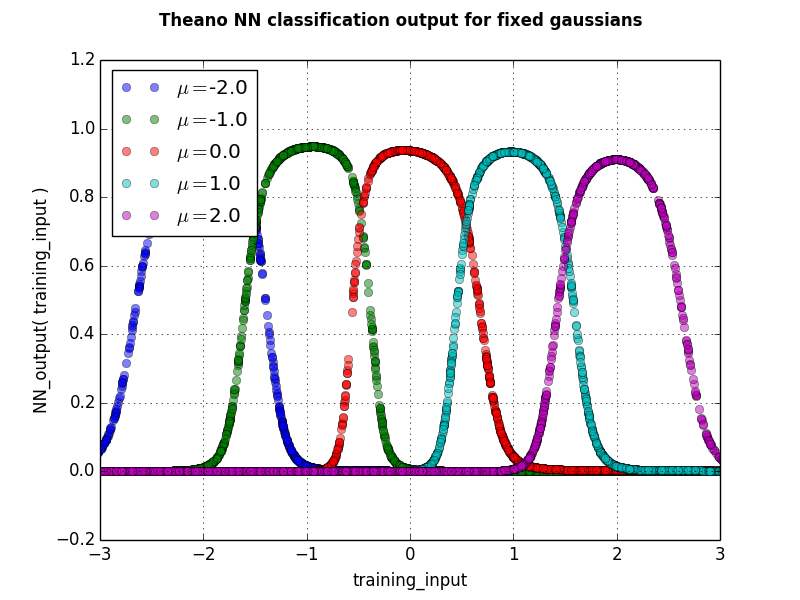 Theano NN classification output for fixed gaussians
1.2
1.0
0.8
0.6
0.4
0.2
0.0
−0.2
NN_output( training_input )
μ=-2.0
μ=-1.0
μ=0.0
μ=1.0
μ=2.0
−3 −2 −1 0 1 2 3
training_input